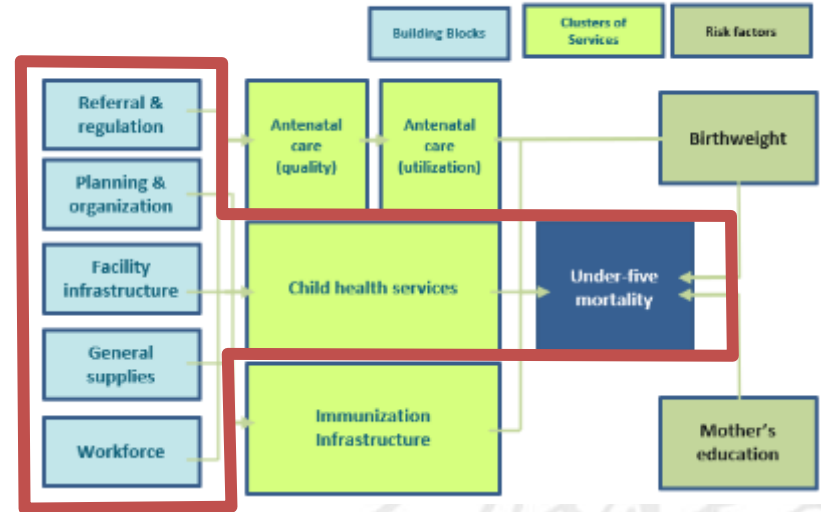 Building Blocks
Clusters of
Services
Risk factors
Referral &
regulation
Planning &
organization
Facility
infrastructure
General
supplies
Workforce
Antenatal
care
(quality)
Antenatal
care
(utilization)
Child health services
Immunization
Infrastructure
Under-five
mortality
Birthweight
Mother's
education